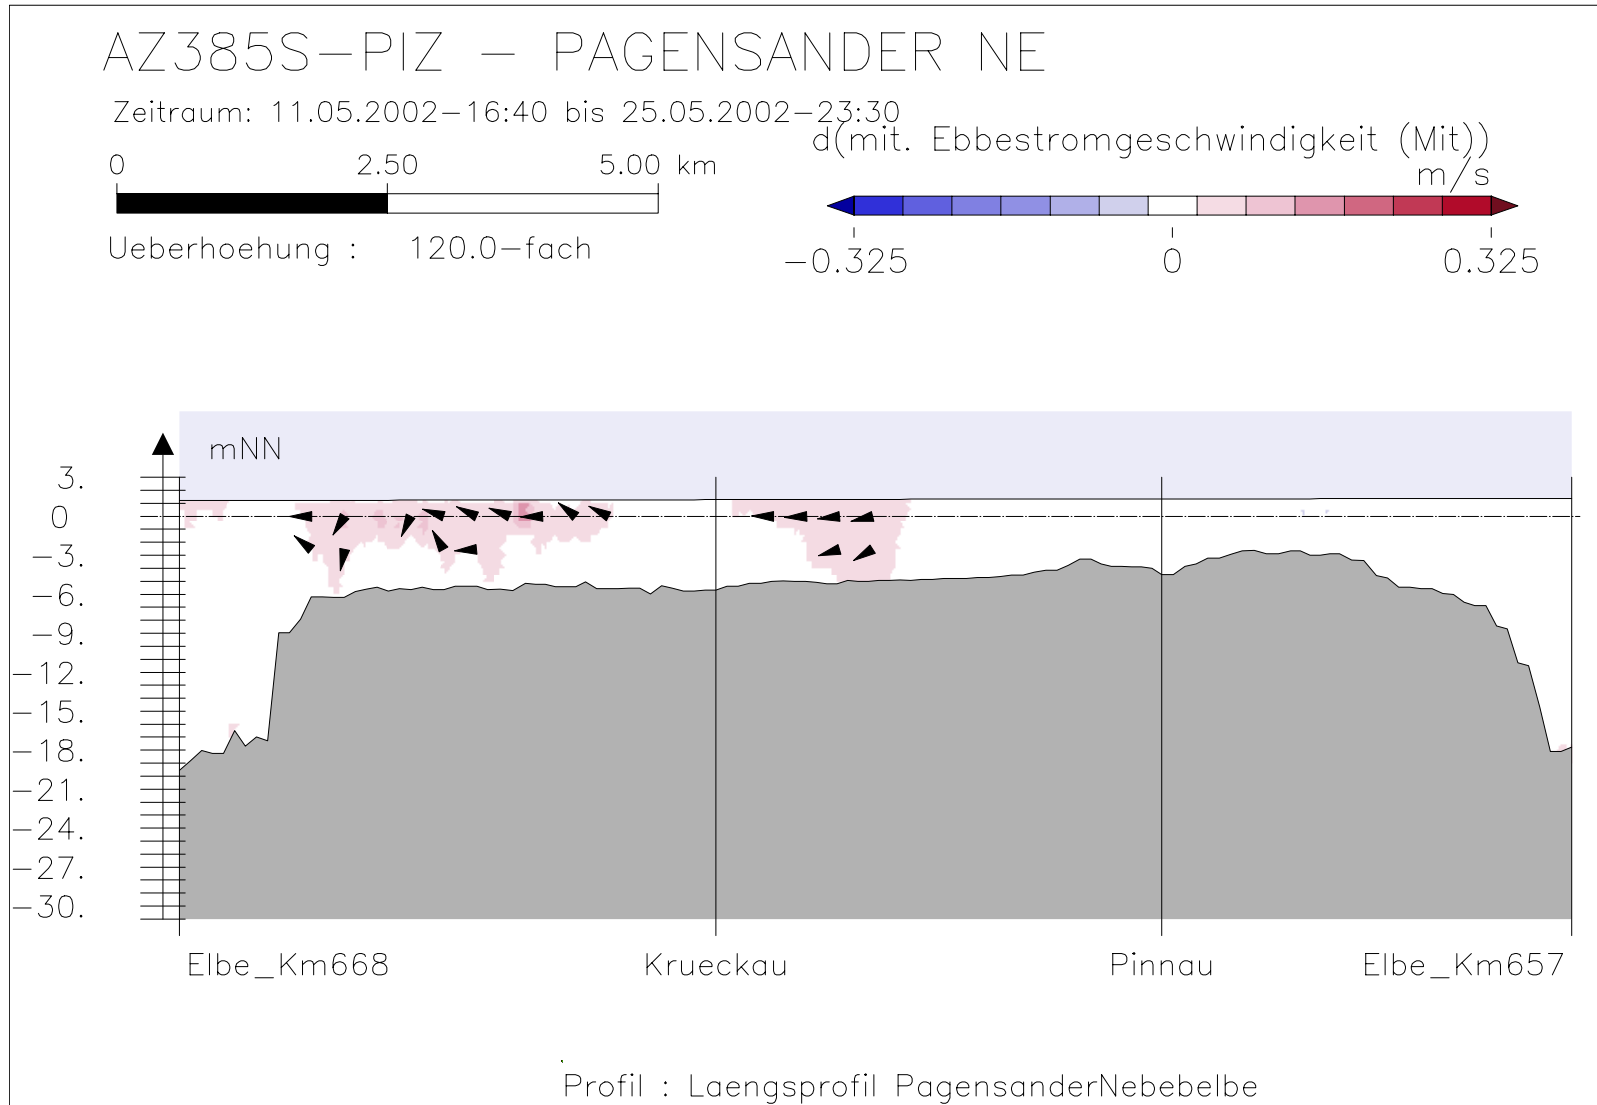 AZ385S-PIZ - PAGENSANDER NE
Zeitraum: 11.05.2002-16:40 bis 25.05.2002-23:30
d(mit. Ebbestromgeschwindigkeit (Mit))
m/s
0 2.50 5.00 km
Ueberhoehung : 120.0-fach
-0.325 0 0.325
mNN
3.
0
-3.
-6.
-9.
-12.
-15.
-18.
-21.
-24.
-27.
-30.
Elbe_Km668 Krueckau Pinnau Elbe_Km657
Profil : Laengsprofil PagensanderNebebelbe